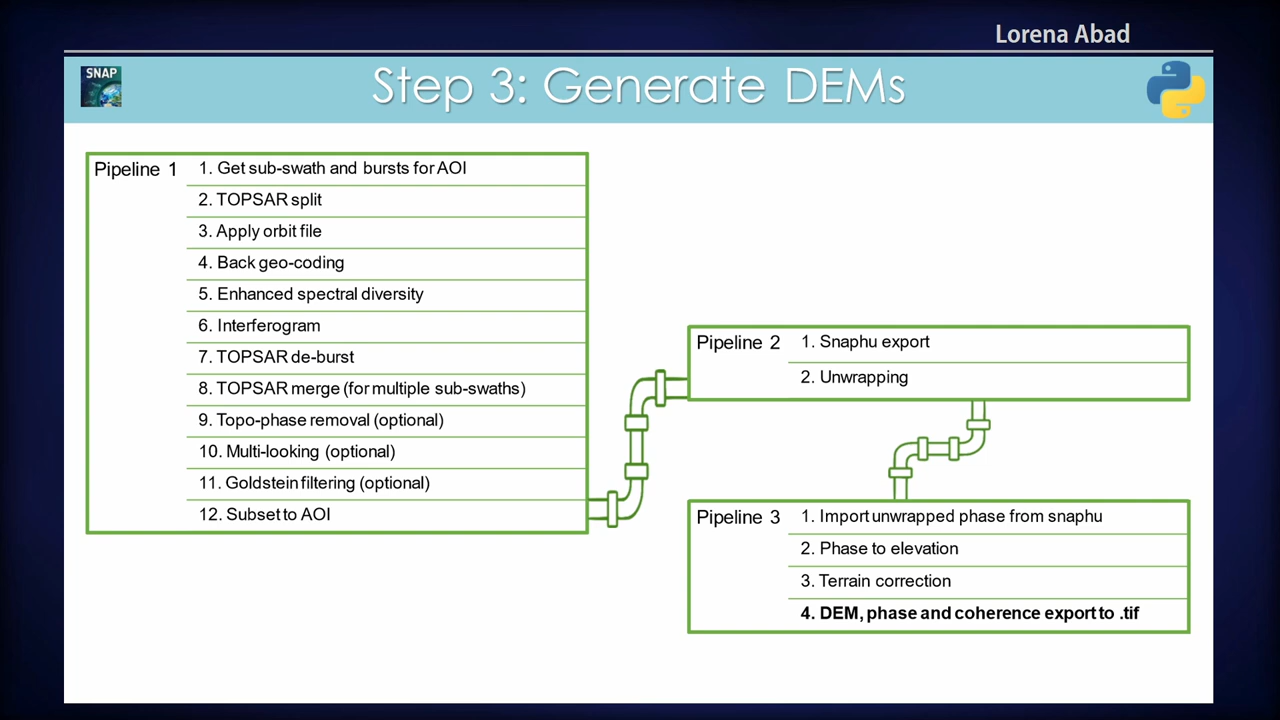 Lorena Abad
SNAP
Step 3: Generate DEMs
Pipeline 1
1. Get sub-swath and bursts for AOI
2. TOPSAR split
3. Apply orbit file
4. Back geo-coding
5. Enhanced spectral diversity
6. Interferogram
7. TOPSAR de-burst
8. TOPSAR merge (for multiple sub-swaths)
9. Topo-phase removal (optional)
10. Multi-looking (optional)
11. Goldstein filtering (optional)
12. Subset to AOI
Pipeline 2
1. Snaphu export
2. Unwrapping
Pipeline 3
1. Import unwrapped phase from snaphu
2. Phase to elevation
3. Terrain correction
4. DEM, phase and coherence export to .tif